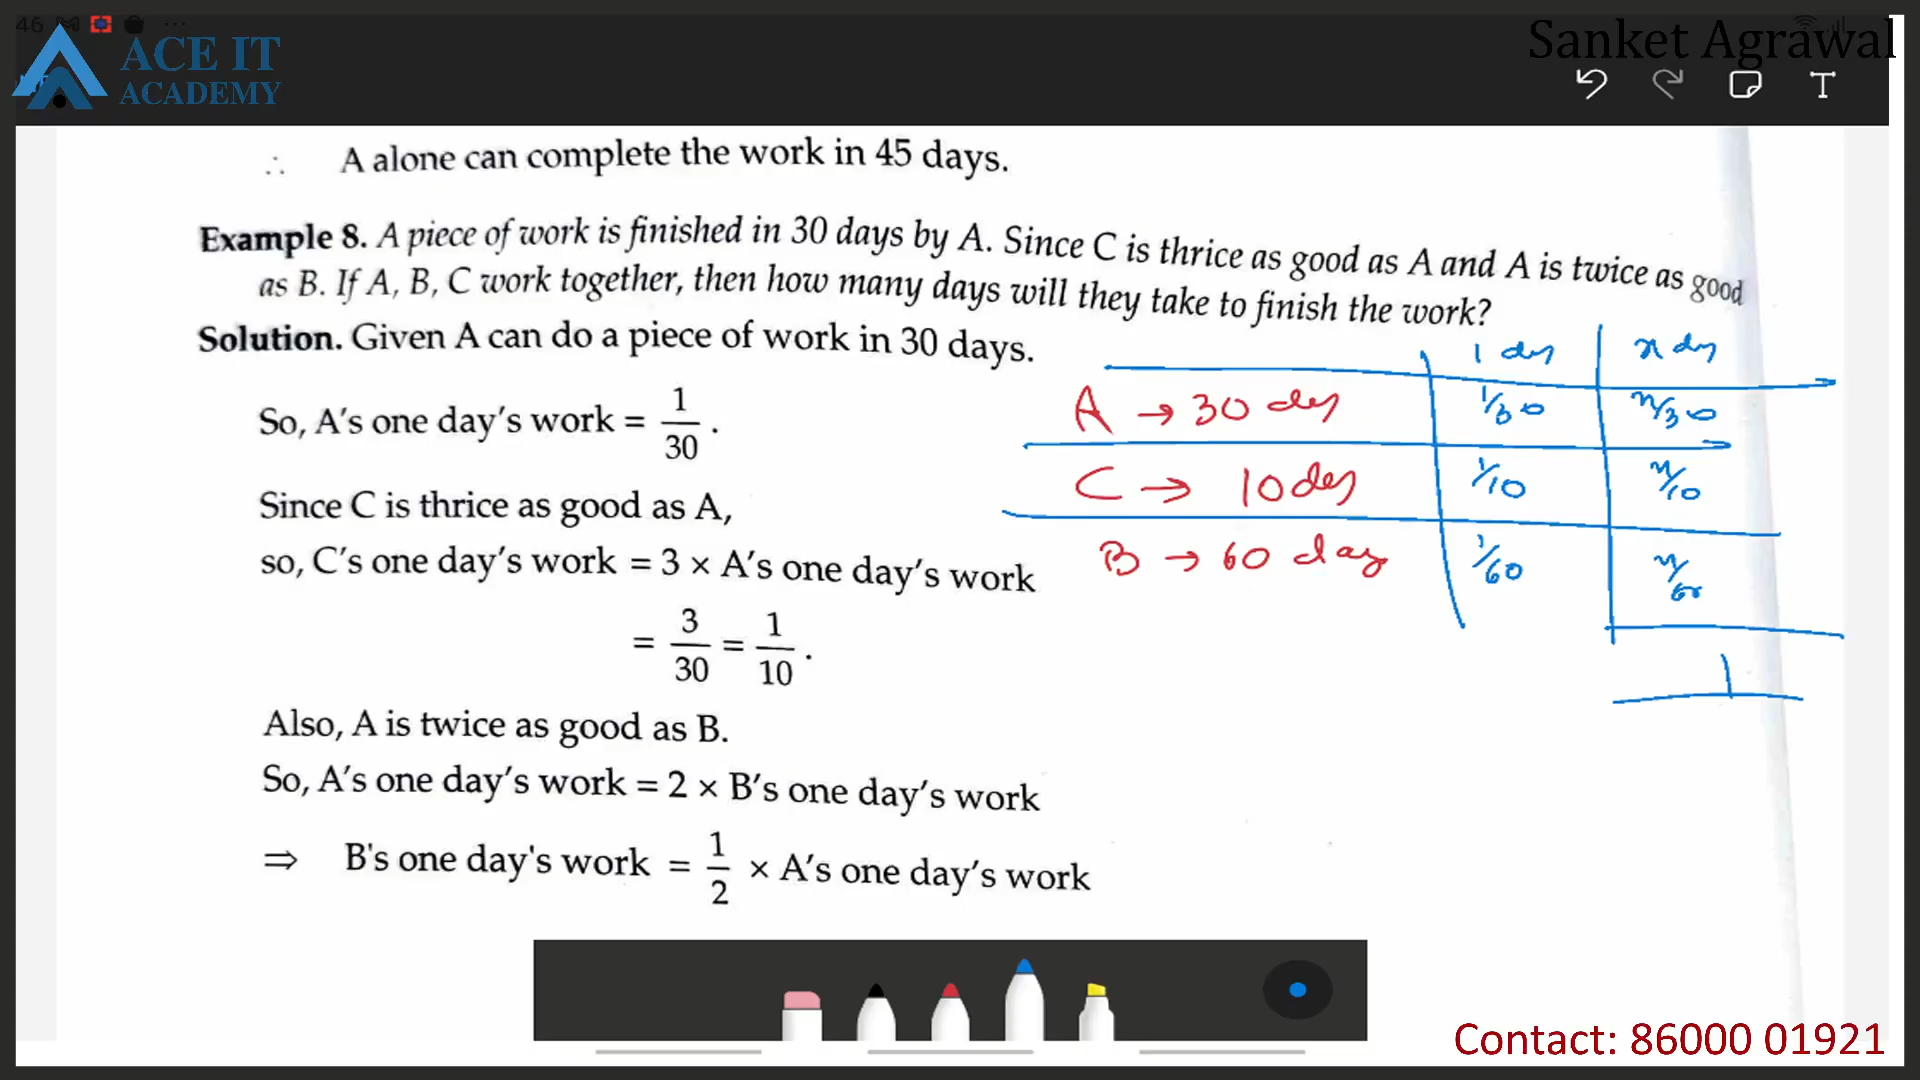 46
ACE IT
ACADEMY
Sanket Agrawal
T
∴ A alone can complete the work in 45 days.
Example 8. A piece of work is finished in 30 days by A. Since C is thrice as good as A and A is twice as good
as B. If A, B, C work together, then how many days will they take to finish the work?
Solution. Given A can do a piece of work in 30 days.
1 day x day
A → 30 days 1/30 x/30
So, A's one day's work = 1/30 .
C → 10 days 1/10 x/10
Since C is thrice as good as A,
so, C's one day's work = 3 × A's one day's work
B → 60 days 1/60 x/60
= 3/30 = 1/10 .
1
Also, A is twice as good as B.
So, A's one day's work = 2 × B's one day's work
⇒ B's one day's work = 1/2 × A's one day's work
Contact: 86000 01921